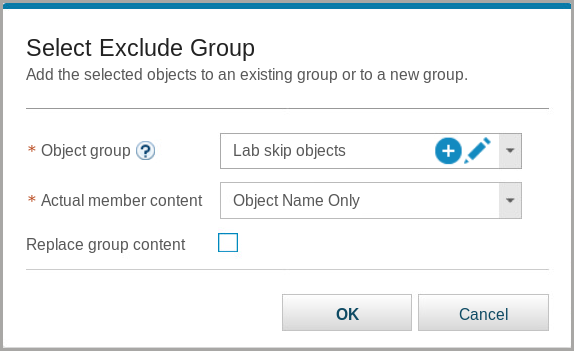 Select Exclude Group
Add the selected objects to an existing group or to a new group.
* Object group ? Lab skip objects
* Actual member content Object Name Only
Replace group content
OK Cancel